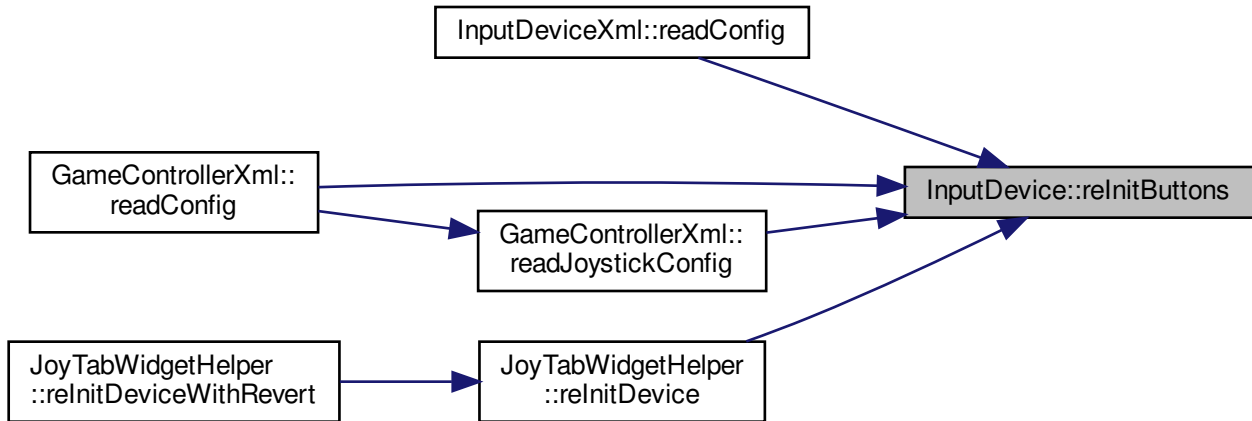 InputDeviceXml::readConfig
GameControllerXml::
readConfig
InputDevice::reInitButtons
GameControllerXml::
readJoystickConfig
JoyTabWidgetHelper
::reInitDeviceWithRevert
JoyTabWidgetHelper
::reInitDevice